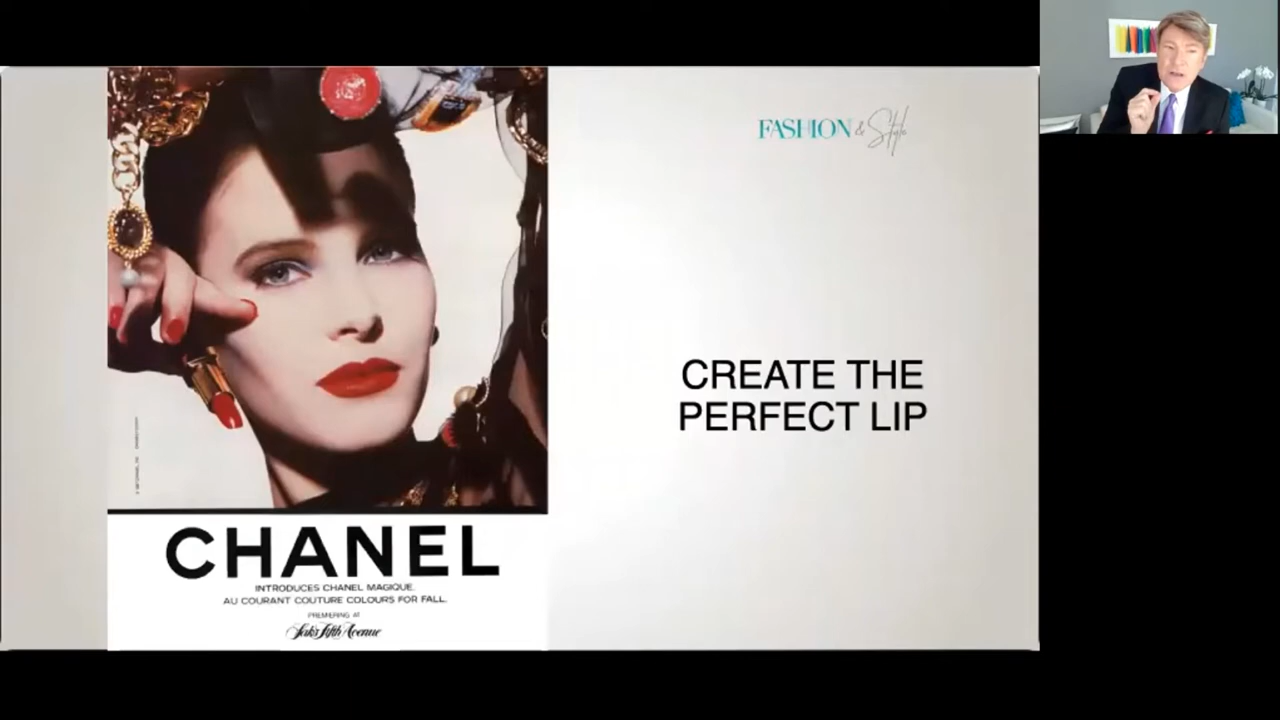 FASHION & Style
CREATE THE
PERFECT LIP
CHANEL
INTRODUCES CHANEL MAGIQUE.
AU COURANT COUTURE COLOURS FOR FALL.
PREMIERING AT
Saks Fifth Avenue